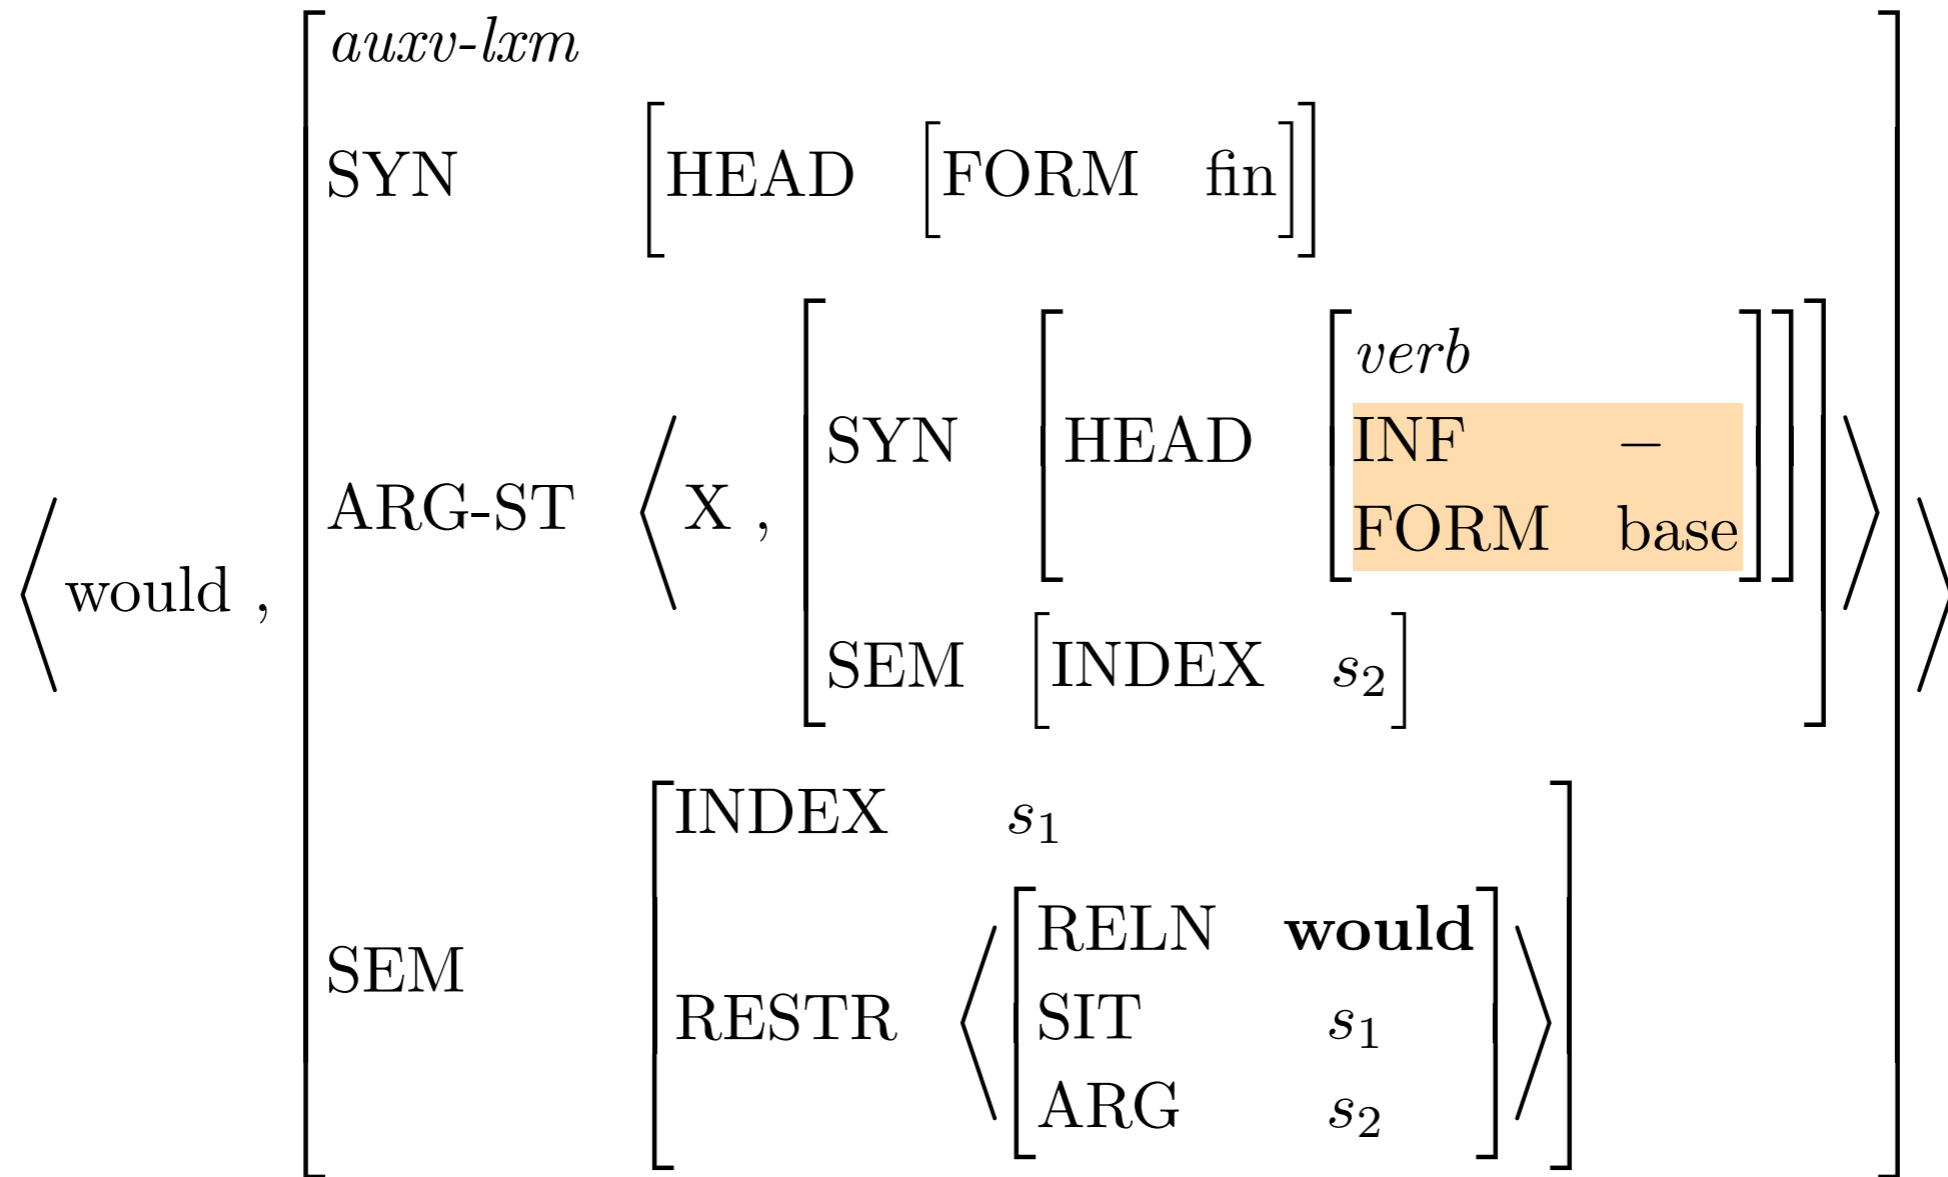 auxv-lxm
SYN [HEAD [FORM fin]]
ARG-ST ⟨ X , [SYN [HEAD [verb
INF −
FORM base]]]
SEM [INDEX s₂] ⟩
⟨ would ,
SEM [INDEX s₁
RESTR ⟨ [RELN would
SIT s₁
ARG s₂] ⟩ ] ⟩